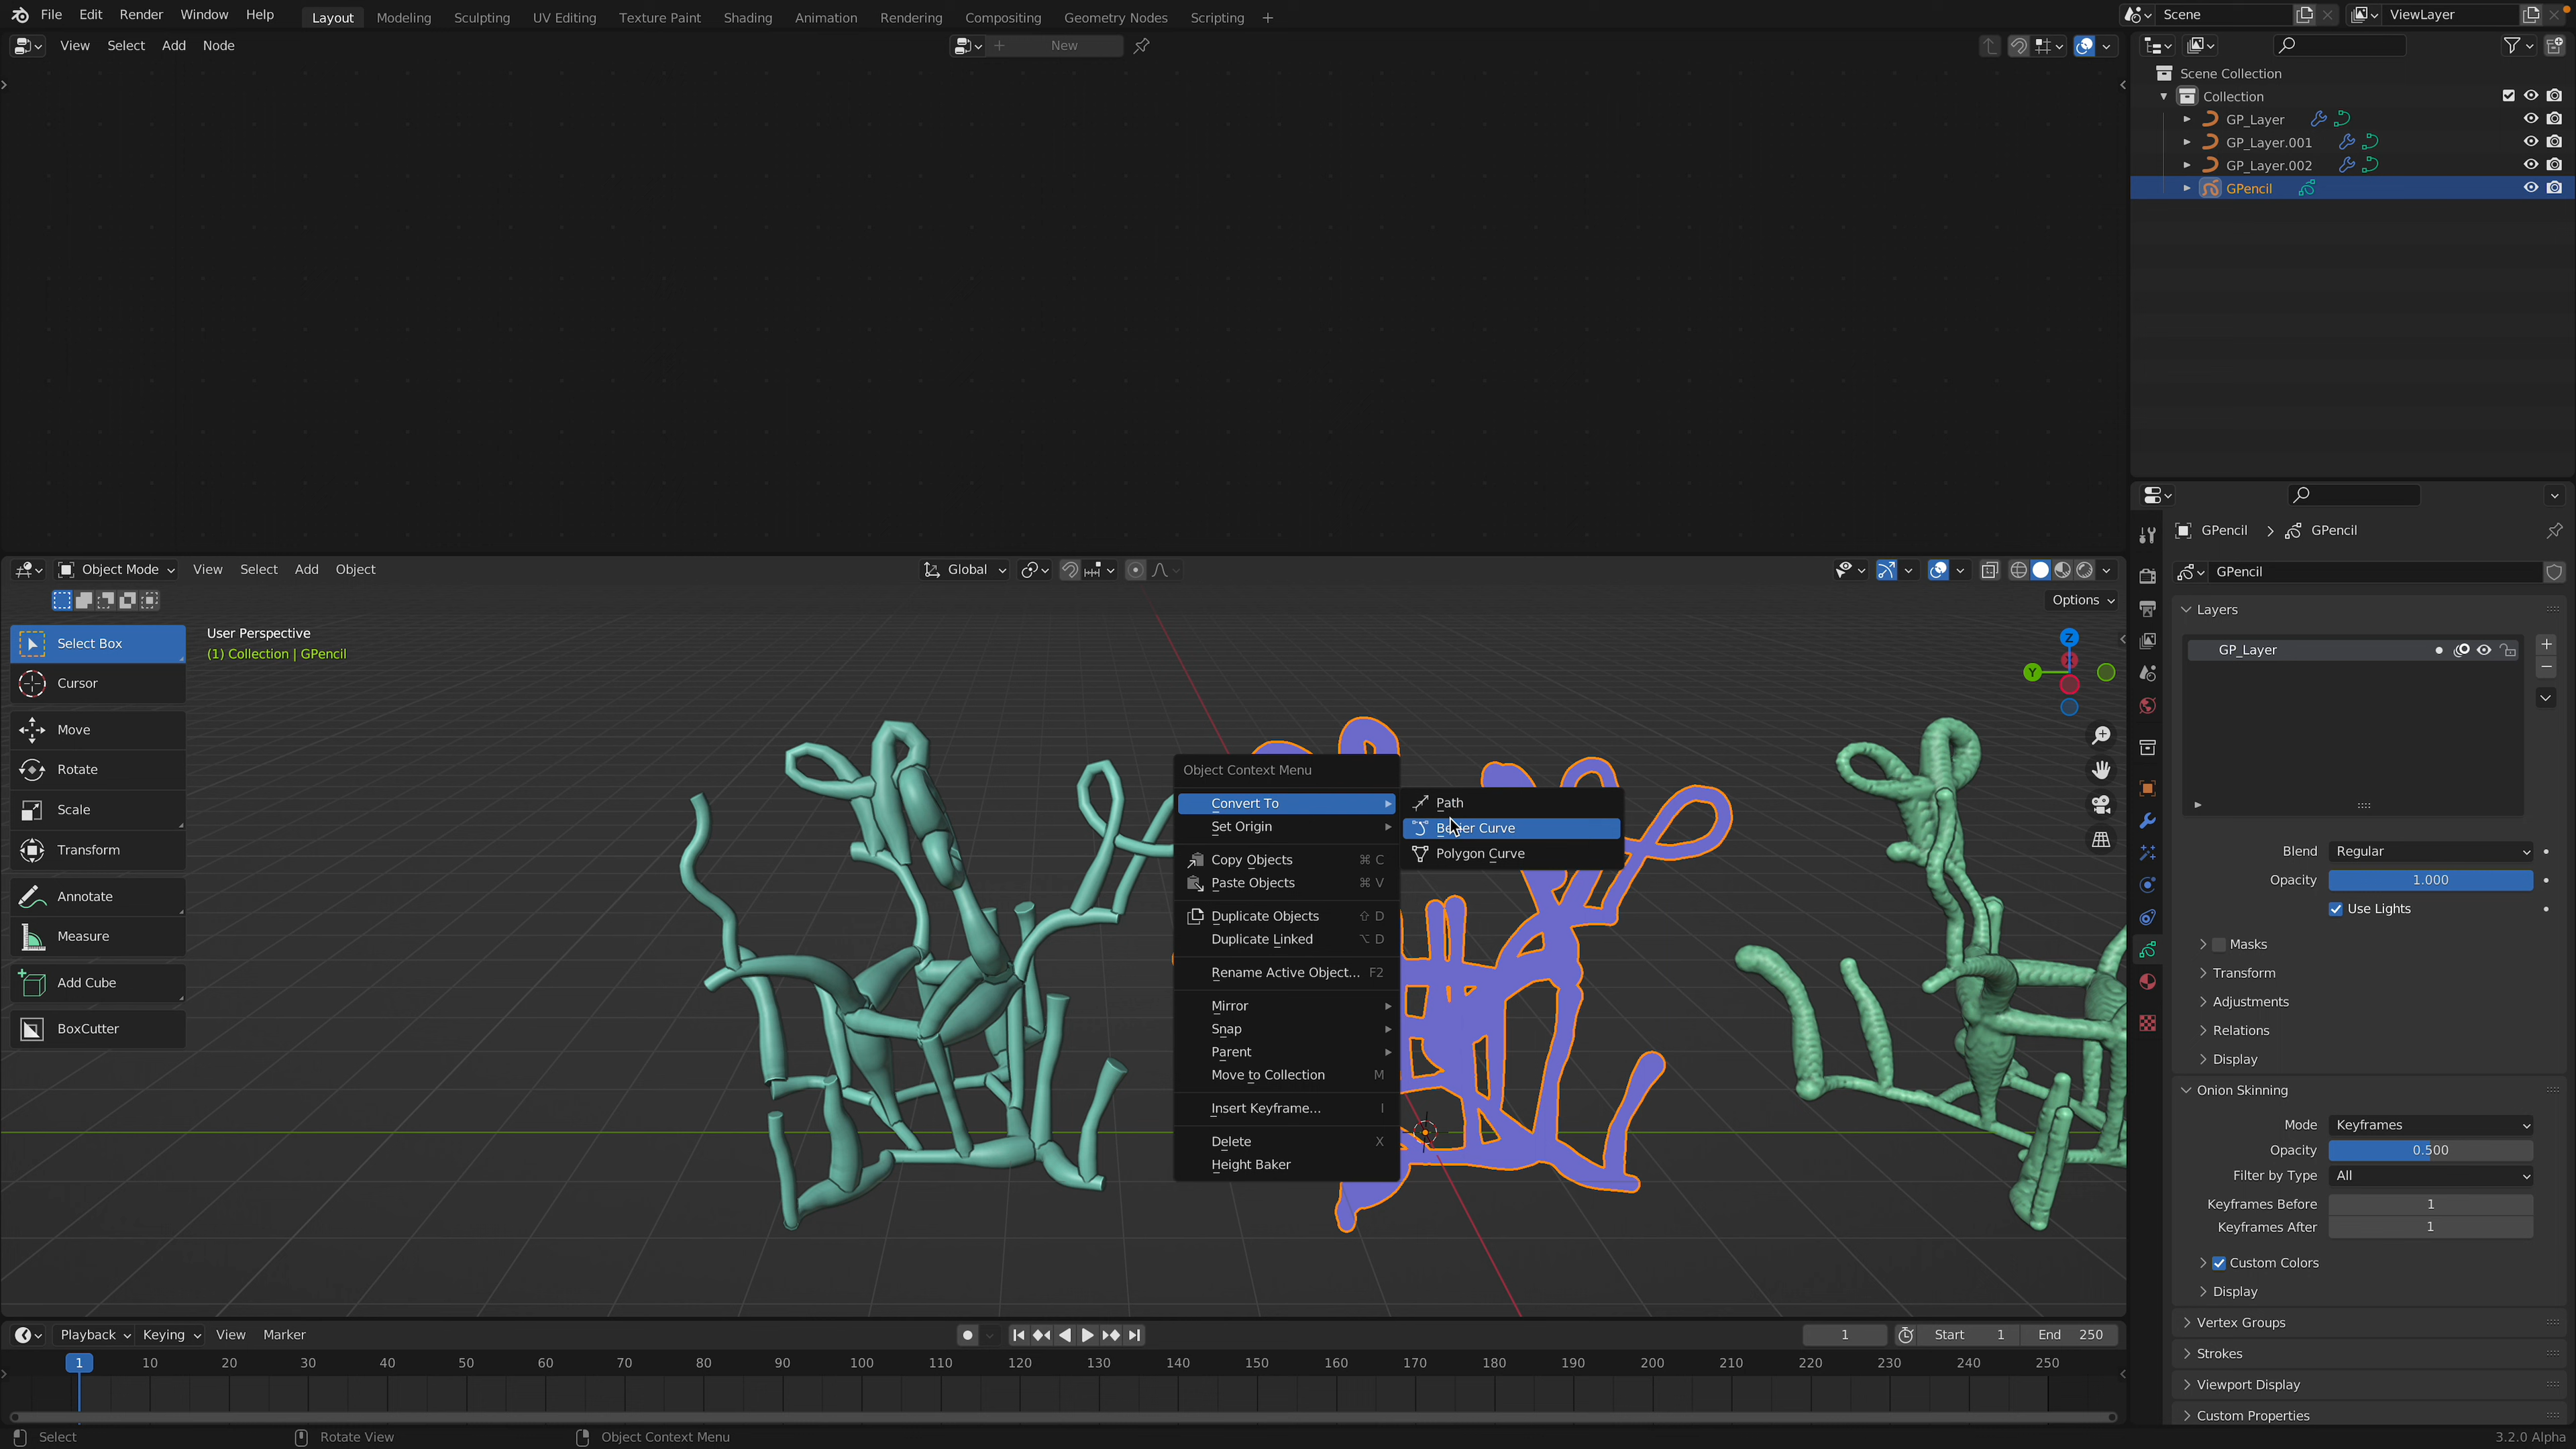 File Edit Render Window Help Layout Modeling Sculpting UV Editing Texture Paint Shading Animation Rendering Compositing Geometry Nodes Scripting + Scene ViewLayer
View Select Add Node New
Scene Collection
Collection
GP_Layer
GP_Layer.001
GP_Layer.002
GPencil
GPencil > GPencil
GPencil
Layers
GP_Layer
Blend Regular
Opacity 1.000
Use Lights
Masks
Transform
Adjustments
Relations
Display
Onion Skinning
Mode Keyframes
Opacity 0.500
Filter by Type All
Keyframes Before 1
Keyframes After 1
Custom Colors
Display
Vertex Groups
Strokes
Viewport Display
Custom Properties
Object Mode View Select Add Object Global
Options
Select Box
Cursor
Move
Rotate
Scale
Transform
Annotate
Measure
Add Cube
BoxCutter
User Perspective
(1) Collection | GPencil
Z
Y
Object Context Menu
Convert To
Set Origin
Copy Objects ⌘ C
Paste Objects ⌘ V
Duplicate Objects ⇧ D
Duplicate Linked ⌥ D
Rename Active Object... F2
Mirror
Snap
Parent
Move to Collection M
Insert Keyframe... I
Delete X
Height Baker
Path
Curve
Polygon Curve
Playback Keying View Marker 1 Start 1 End 250
1 10 20 30 40 50 60 70 80 90 100 110 120 130 140 150 160 170 180 190 200 210 220 230 240 250
Select Rotate View Object Context Menu 3.2.0 Alpha